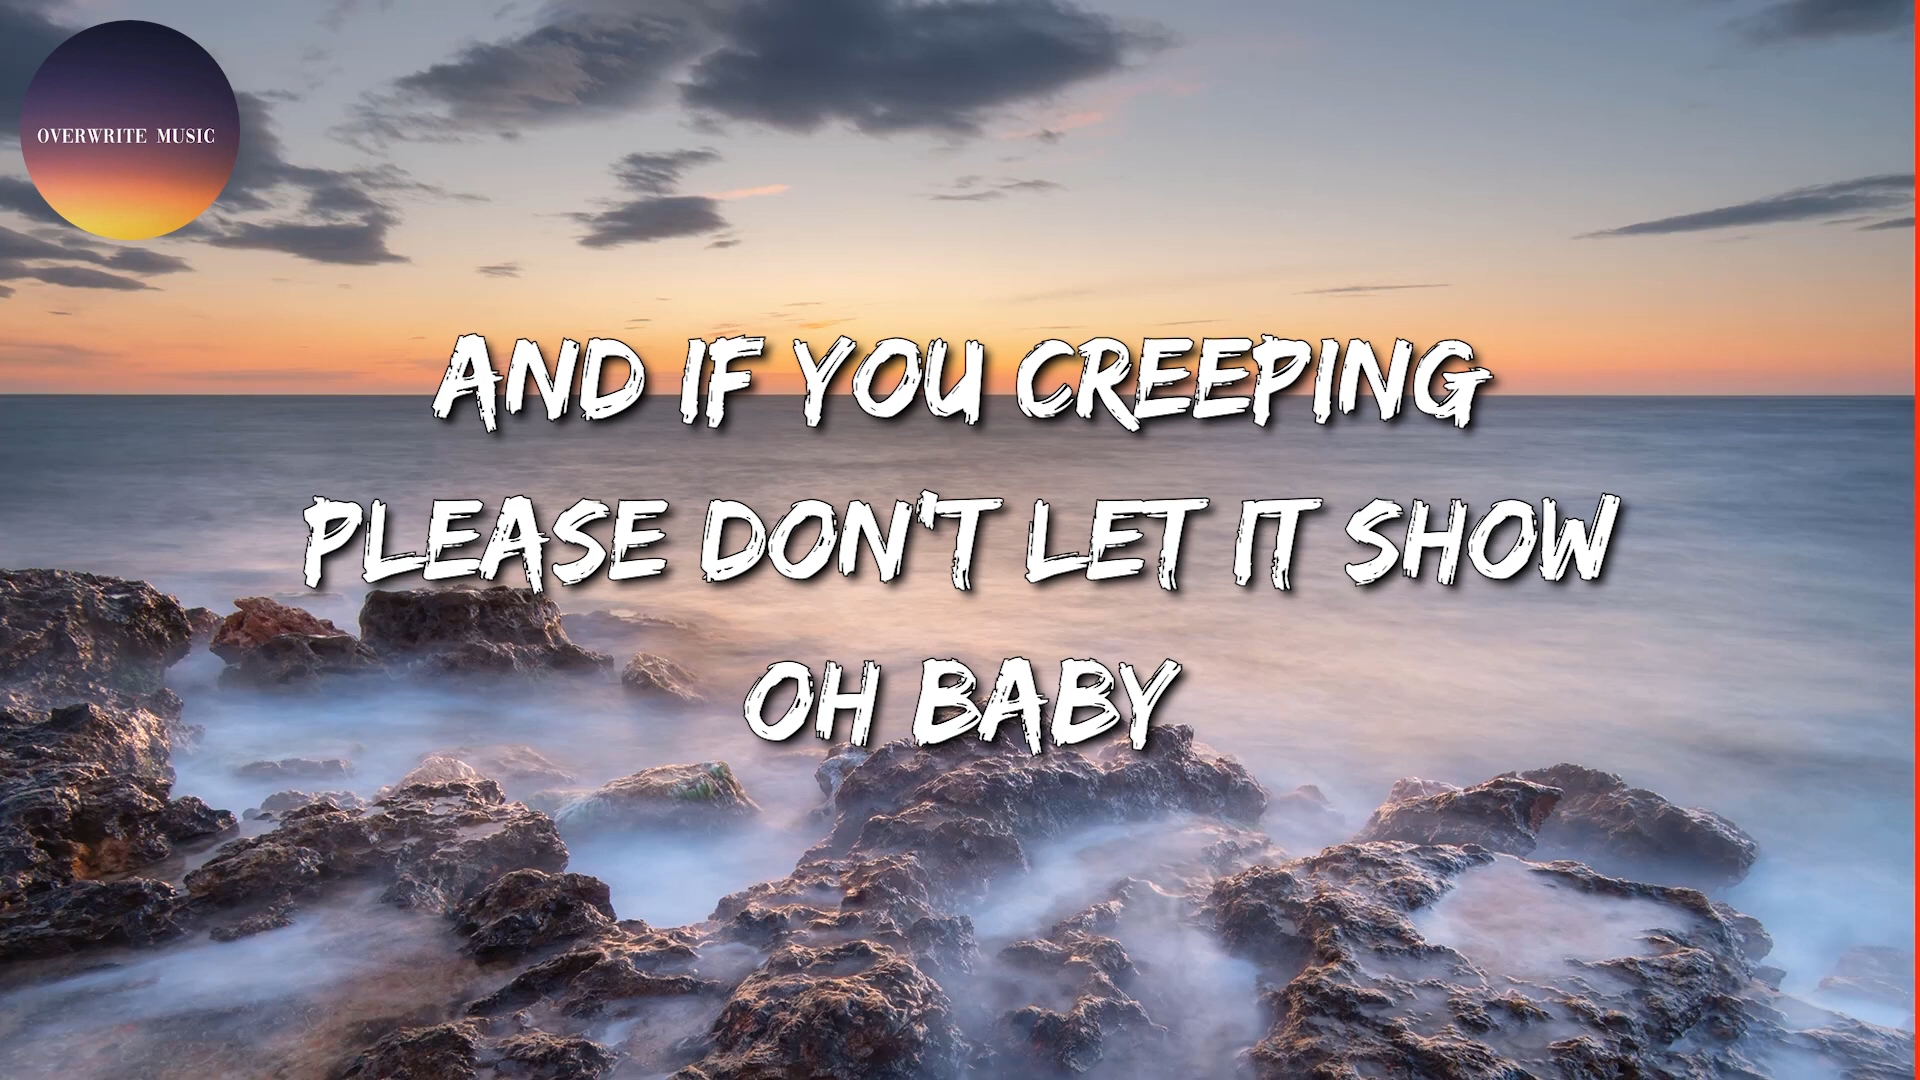 OVERWRITE MUSIC
AND IF YOU CREEPING
PLEASE DON'T LET IT SHOW
OH BABY